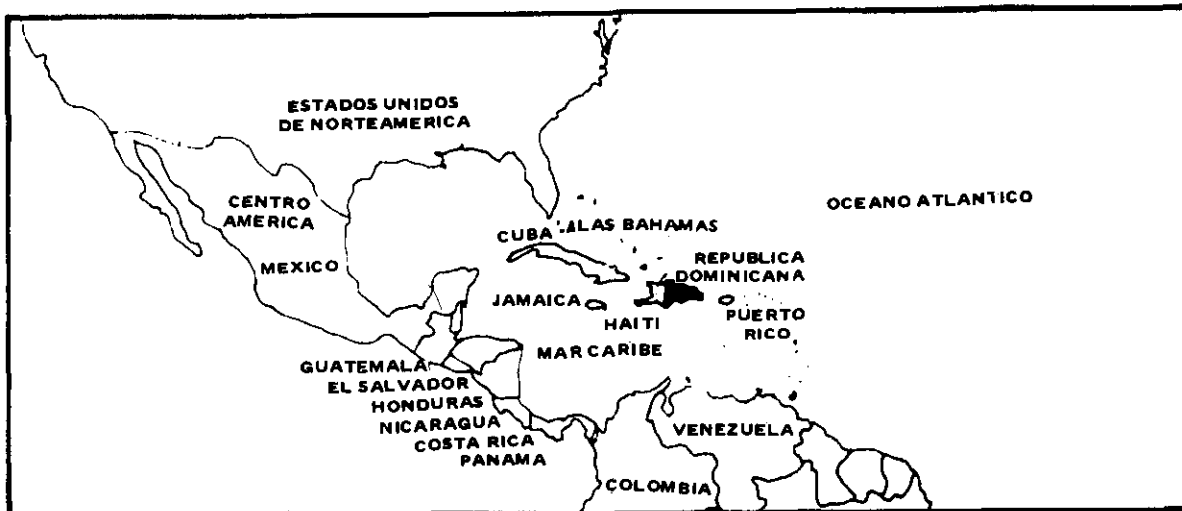 ESTADOS UNIDOS
DE NORTEAMERICA
CENTRO
AMERICA
MEXICO
OCEANO ATLANTICO
CUBA
LAS BAHAMAS
REPUBLICA
DOMINICANA
JAMAICA
HAITI
PUERTO
RICO
MAR CARIBE
GUATEMALA
EL SALVADOR
HONDURAS
NICARAGUA
COSTA RICA
PANAMA
VENEZUELA
COLOMBIA